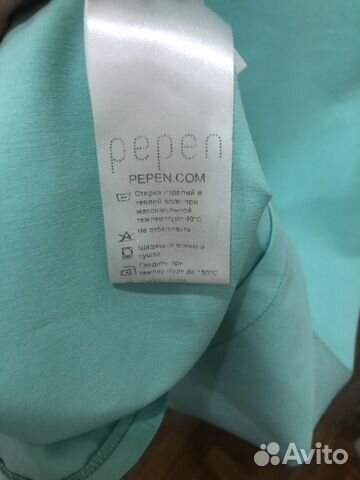 pepen
PEPEN.COM
Стирка изделий в
теплой воде при
максимальной
температуре 40°C
Не отбеливать
Щадящие отжим и
сушка
Гладить при
температуре до 150°C
Avito